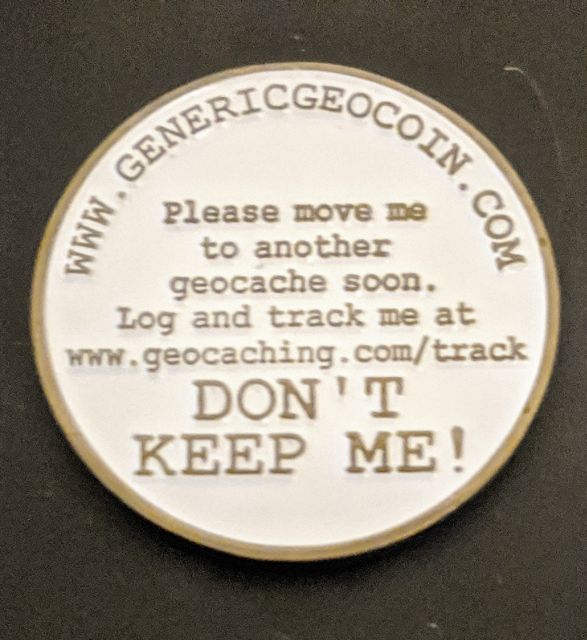 WWW.GENERICGEOCOIN.COM
Please move me
to another
geocache soon.
Log and track me at
www.geocaching.com/track
DON'T
KEEP ME!